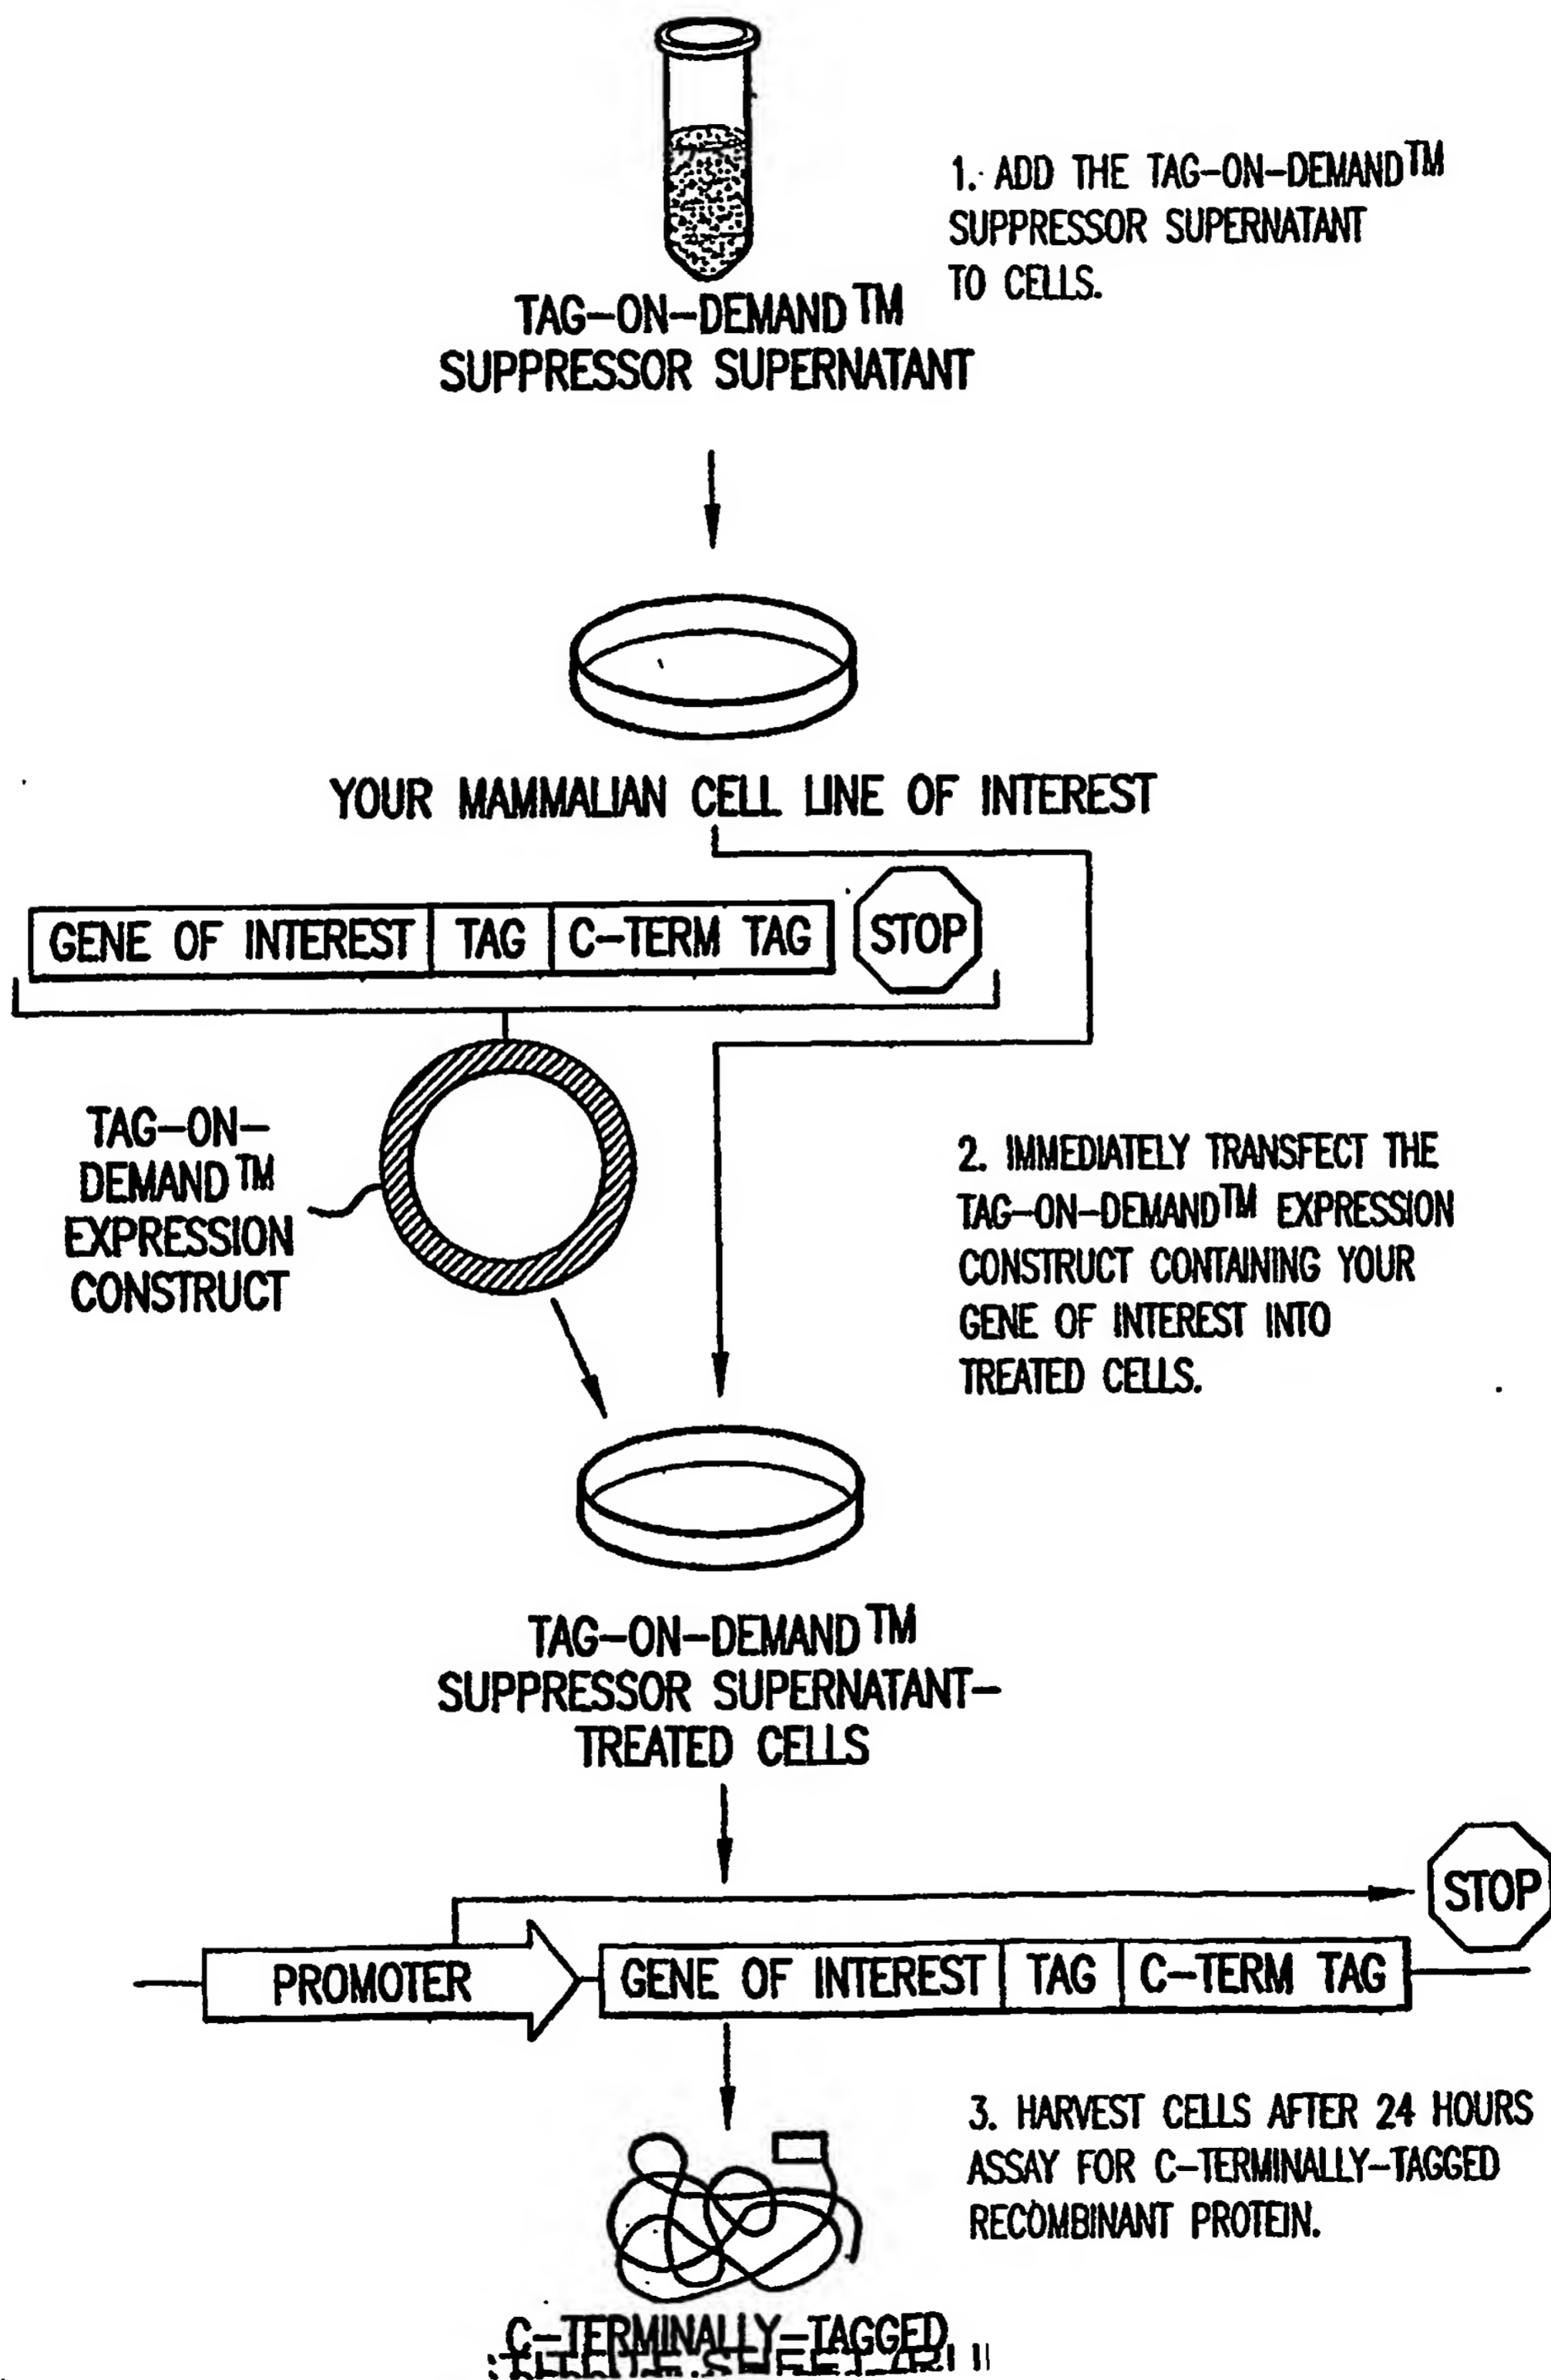 1. ADD THE TAG-ON-DEMAND™
SUPPRESSOR SUPERNATANT
TO CELLS.
TAG-ON-DEMAND™
SUPPRESSOR SUPERNATANT
YOUR MAMMALIAN CELL LINE OF INTEREST
GENE OF INTEREST TAG C-TERM TAG STOP
TAG-ON-
DEMAND™
EXPRESSION
CONSTRUCT
2. IMMEDIATELY TRANSFECT THE
TAG-ON-DEMAND™ EXPRESSION
CONSTRUCT CONTAINING YOUR
GENE OF INTEREST INTO
TREATED CELLS.
TAG-ON-DEMAND™
SUPPRESSOR SUPERNATANT-
TREATED CELLS
STOP
PROMOTER GENE OF INTEREST TAG C-TERM TAG
3. HARVEST CELLS AFTER 24 HOURS
ASSAY FOR C-TERMINALLY-TAGGED
RECOMBINANT PROTEIN.
C-TERMINALLY-TAGGED